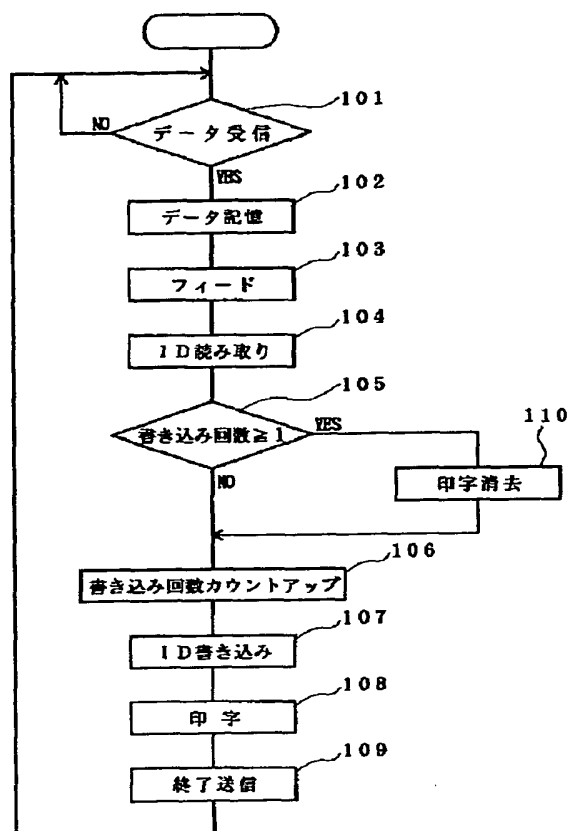 101
データ受信
NO
YES
102
データ記憶
103
フィード
104
ID読み取り
105
書き込み回数≧1
YES
110
印字消去
NO
106
書き込み回数カウントアップ
107
ID書き込み
108
印字
109
終了送信